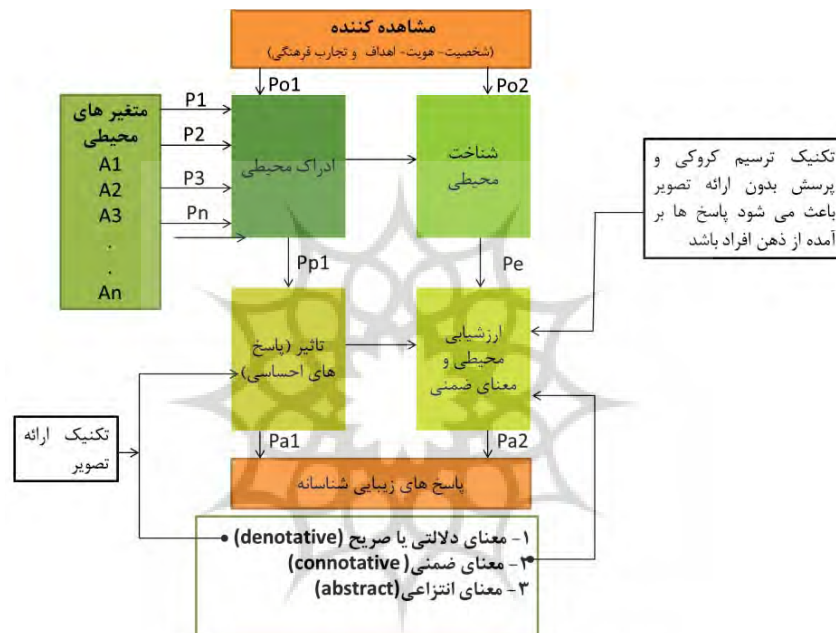 مشاهده کننده
(شخصیت- هویت- اهداف و تجارب فرهنگی)
Po1
Po2
متغیر های
محیطی
A1
A2
A3
.
.
An
P1
P2
P3
Pn
ادراک محیطی
شناخت
محیطی
تکنیک ترسیم کروکی و
پرسش بدون ارائه تصویر
باعث می شود پاسخ ها بر
آمده از ذهن افراد باشد
Pp1
Pe
تاثیر (پاسخ
های احساسی)
ارزشیابی
محیطی و
معنای ضمنی
تکنیک ارائه
تصویر
Pa1
Pa2
پاسخ های زیبایی شناسانه
۱- معنای دلالتی یا صریح (denotative)
۲- معنای ضمنی (connotative)
۳- معنای انتزاعی(abstract)